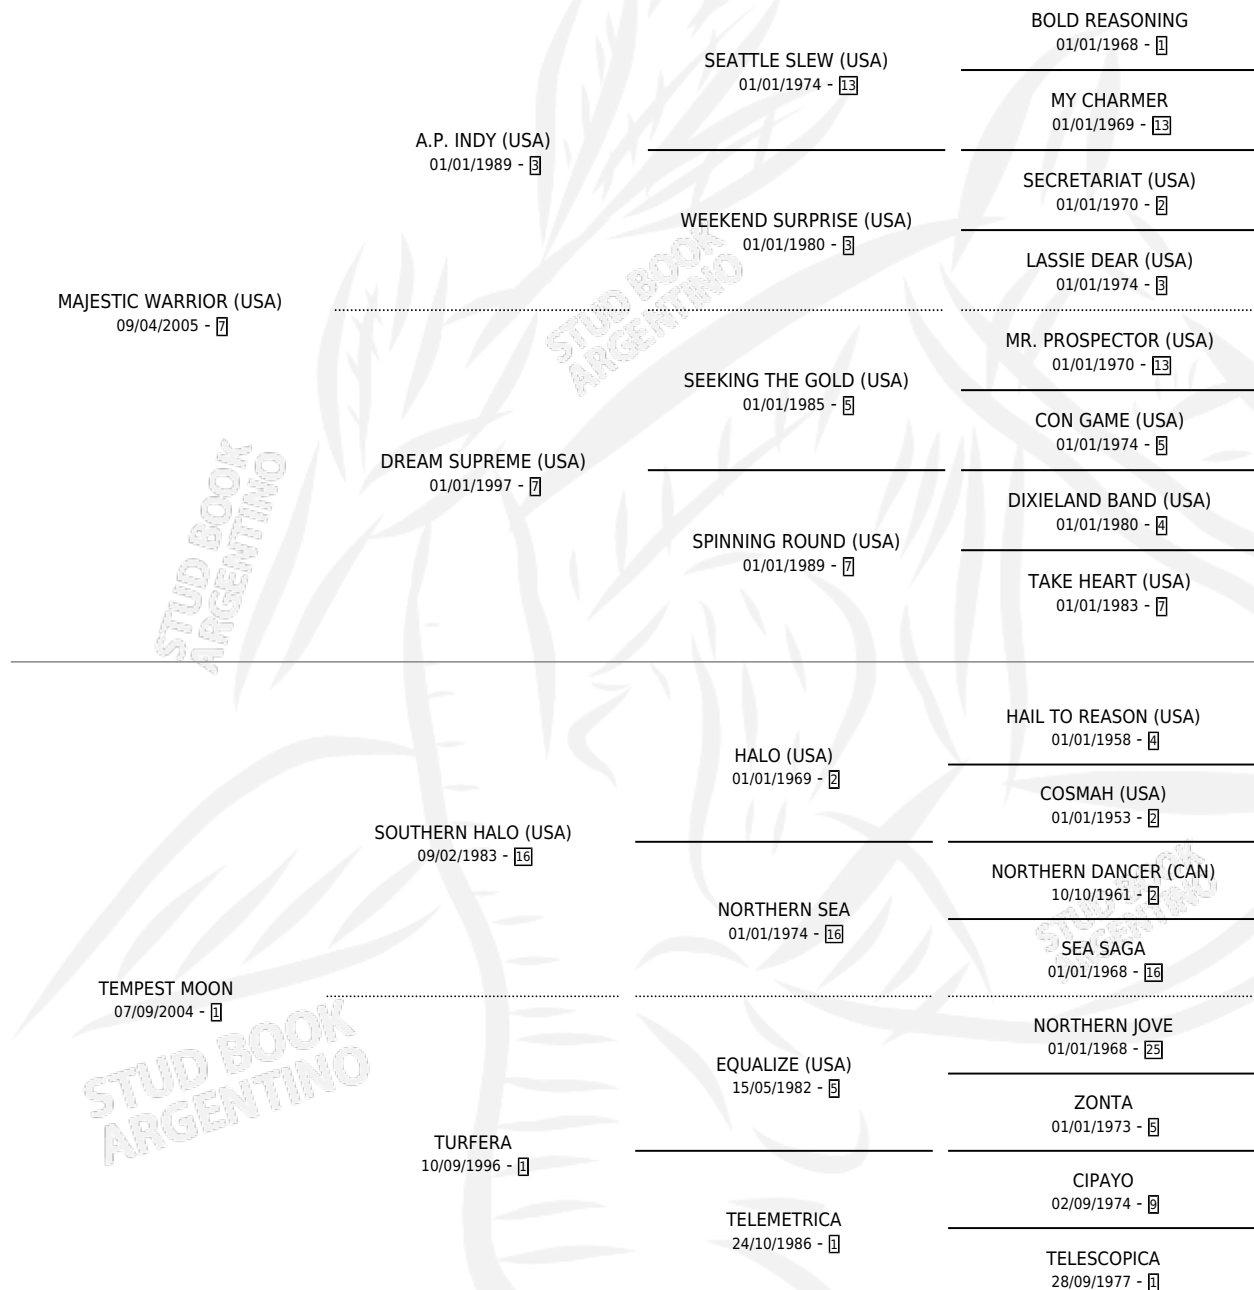 BOLD REASONING
01/01/1968 - 1
SEATTLE SLEW (USA)
01/01/1974 - 13
MY CHARMER
01/01/1969 - 13
A.P. INDY (USA)
01/01/1989 - 3
SECRETARIAT (USA)
01/01/1970 - 2
WEEKEND SURPRISE (USA)
01/01/1980 - 3
LASSIE DEAR (USA)
01/01/1974 - 3
MAJESTIC WARRIOR (USA)
09/04/2005 - 7
STUD BOOK
ARGENTINO
MR. PROSPECTOR (USA)
01/01/1970 - 13
SEEKING THE GOLD (USA)
01/01/1985 - 5
CON GAME (USA)
01/01/1974 - 5
DREAM SUPREME (USA)
01/01/1997 - 7
DIXIELAND BAND (USA)
01/01/1980 - 4
SPINNING ROUND (USA)
01/01/1989 - 7
TAKE HEART (USA)
01/01/1983 - 7
STUD BOOK
ARGENTINO
HAIL TO REASON (USA)
01/01/1958 - 4
HALO (USA)
01/01/1969 - 2
COSMAH (USA)
01/01/1953 - 2
SOUTHERN HALO (USA)
09/02/1983 - 16
NORTHERN DANCER (CAN)
10/10/1961 - 2
NORTHERN SEA
01/01/1974 - 16
STUD BOOK
ARGENTINO
SEA SAGA
01/01/1968 - 16
TEMPEST MOON
07/09/2004 - 1
NORTHERN JOVE
01/01/1968 - 25
EQUALIZE (USA)
15/05/1982 - 5
ZONTA
01/01/1973 - 5
STUD BOOK
ARGENTINO
TURFERA
10/09/1996 - 1
CIPAYO
02/09/1974 - 9
TELEMETRICA
24/10/1986 - 1
TELESCOPICA
28/09/1977 - 1